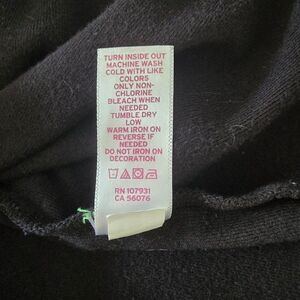 TURN INSIDE OUT
MACHINE WASH
COLD WITH LIKE
COLORS
ONLY NON-
CHLORINE
BLEACH WHEN
NEEDED
TUMBLE DRY
LOW
WARM IRON ON
REVERSE IF
NEEDED
DO NOT IRON ON
DECORATION
RN 107931
CA 56076